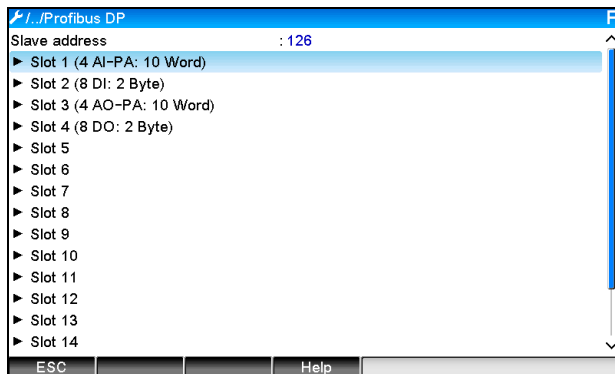 /../Profibus DP
Slave address : 126
► Slot 1 (4 AI-PA: 10 Word)
► Slot 2 (8 DI: 2 Byte)
► Slot 3 (4 AO-PA: 10 Word)
► Slot 4 (8 DO: 2 Byte)
► Slot 5
► Slot 6
► Slot 7
► Slot 8
► Slot 9
► Slot 10
► Slot 11
► Slot 12
► Slot 13
► Slot 14
ESC Help